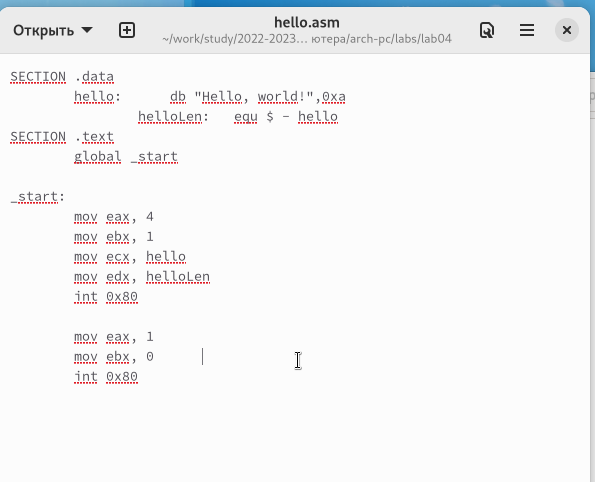 Открыть
hello.asm
~/work/study/2022-2023… ютера/arch-pc/labs/lab04
SECTION .data
hello: db "Hello, world!",0xa
helloLen: equ $ - hello
SECTION .text
global _start
_start:
mov eax, 4
mov ebx, 1
mov ecx, hello
mov edx, helloLen
int 0x80
mov eax, 1
mov ebx, 0
int 0x80